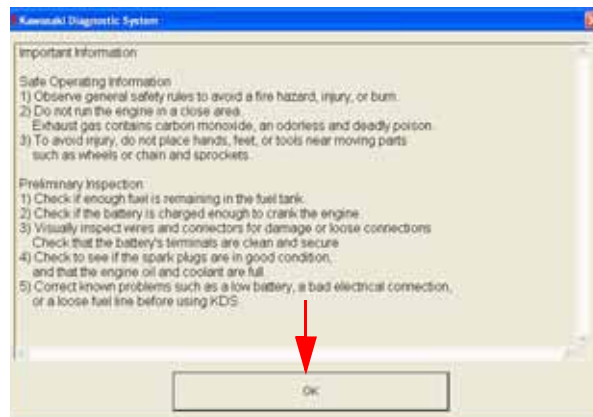 Kawasaki Diagnostic System
Important Information
Safe Operating Information
1) Observe general safety rules to avoid a fire hazard, injury, or burn.
2) Do not run the engine in a close area.
Exhaust gas contains carbon monoxide, an odorless and deadly poison.
3) To avoid injury, do not place hands, feet, or tools near moving parts
such as wheels or chain and sprockets.
Preliminary Inspection
1) Check if enough fuel is remaining in the fuel tank.
2) Check if the battery is charged enough to crank the engine.
3) Visually inspect wires and connectors for damage or loose connections
Check that the battery's terminals are clean and secure
4) Check to see if the spark plugs are in good condition,
and that the engine oil and coolant are full.
5) Correct known problems such as a low battery, a bad electrical connection,
or a loose fuel line before using KDS.
OK